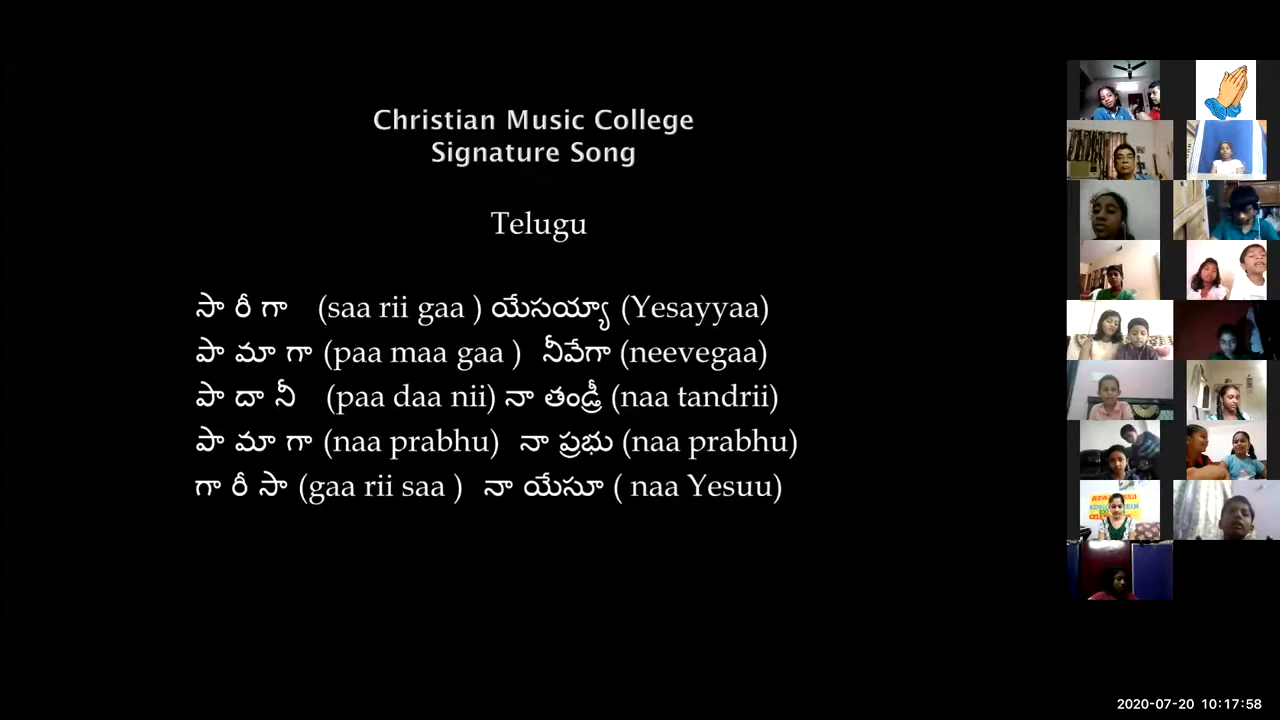 Christian Music College
Signature Song
Telugu
సా రీ గా (saa rii gaa ) యేసయ్యా (Yesayyaa)
పా మా గా (paa maa gaa ) నీవేగా (neevegaa)
పా దా నీ (paa daa nii) నా తండ్రీ (naa tandrii)
పా మా గా (naa prabhu) నా ప్రభు (naa prabhu)
గా రీ సా (gaa rii saa ) నా యేసూ ( naa Yesuu)
2020-07-20 10:17:58